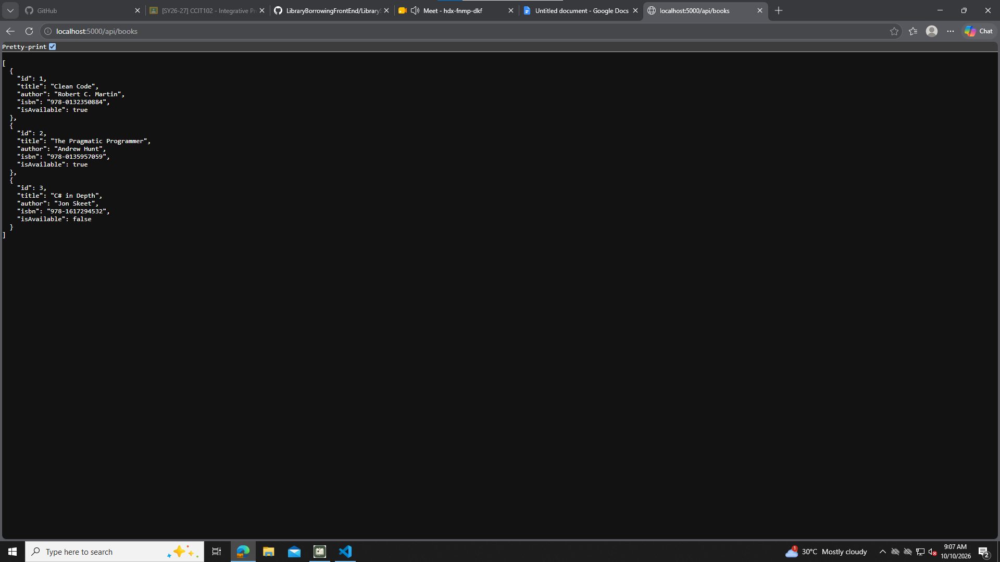 GitHub
[SY26-27] CCIT102 - Integrative Pr
LibraryBorrowingFrontEnd/Library
Meet - hdx-fnmp-dkf
Untitled document - Google Docs
localhost:5000/api/books
localhost:5000/api/books
Chat
Pretty-print
[
  {
    "id": 1,
    "title": "Clean Code",
    "author": "Robert C. Martin",
    "isbn": "978-0132350884",
    "isAvailable": true
  },
  {
    "id": 2,
    "title": "The Pragmatic Programmer",
    "author": "Andrew Hunt",
    "isbn": "978-0135957059",
    "isAvailable": true
  },
  {
    "id": 3,
    "title": "C# in Depth",
    "author": "Jon Skeet",
    "isbn": "978-1617294532",
    "isAvailable": false
  }
]
Type here to search
1
30°C Mostly cloudy
9:07 AM
10/10/2026
2